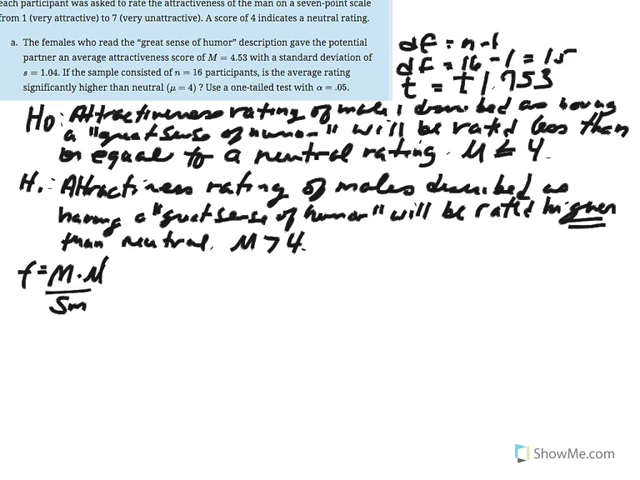 each participant was asked to rate the attractiveness of the man on a seven-point scale
from 1 (very attractive) to 7 (very unattractive). A score of 4 indicates a neutral rating.
a. The females who read the "great sense of humor" description gave the potential
partner an average attractiveness score of M = 4.53 with a standard deviation of
s = 1.04. If the sample consisted of n = 16 participants, is the average rating
significantly higher than neutral (μ = 4) ? Use a one-tailed test with α = .05.
df = n-1
df = 16 - 1 = 15
t = +1.753
Ho: Attractiveness rating of males described as having
a "great sense of humor" will be rated less than
or equal to a neutral rating. M ≤ 4.
H1: Attractiness rating of males described as
having a "great sense of humor" will be rated higher
than neutral. M > 4.
t = M - M
Sm
ShowMe.com